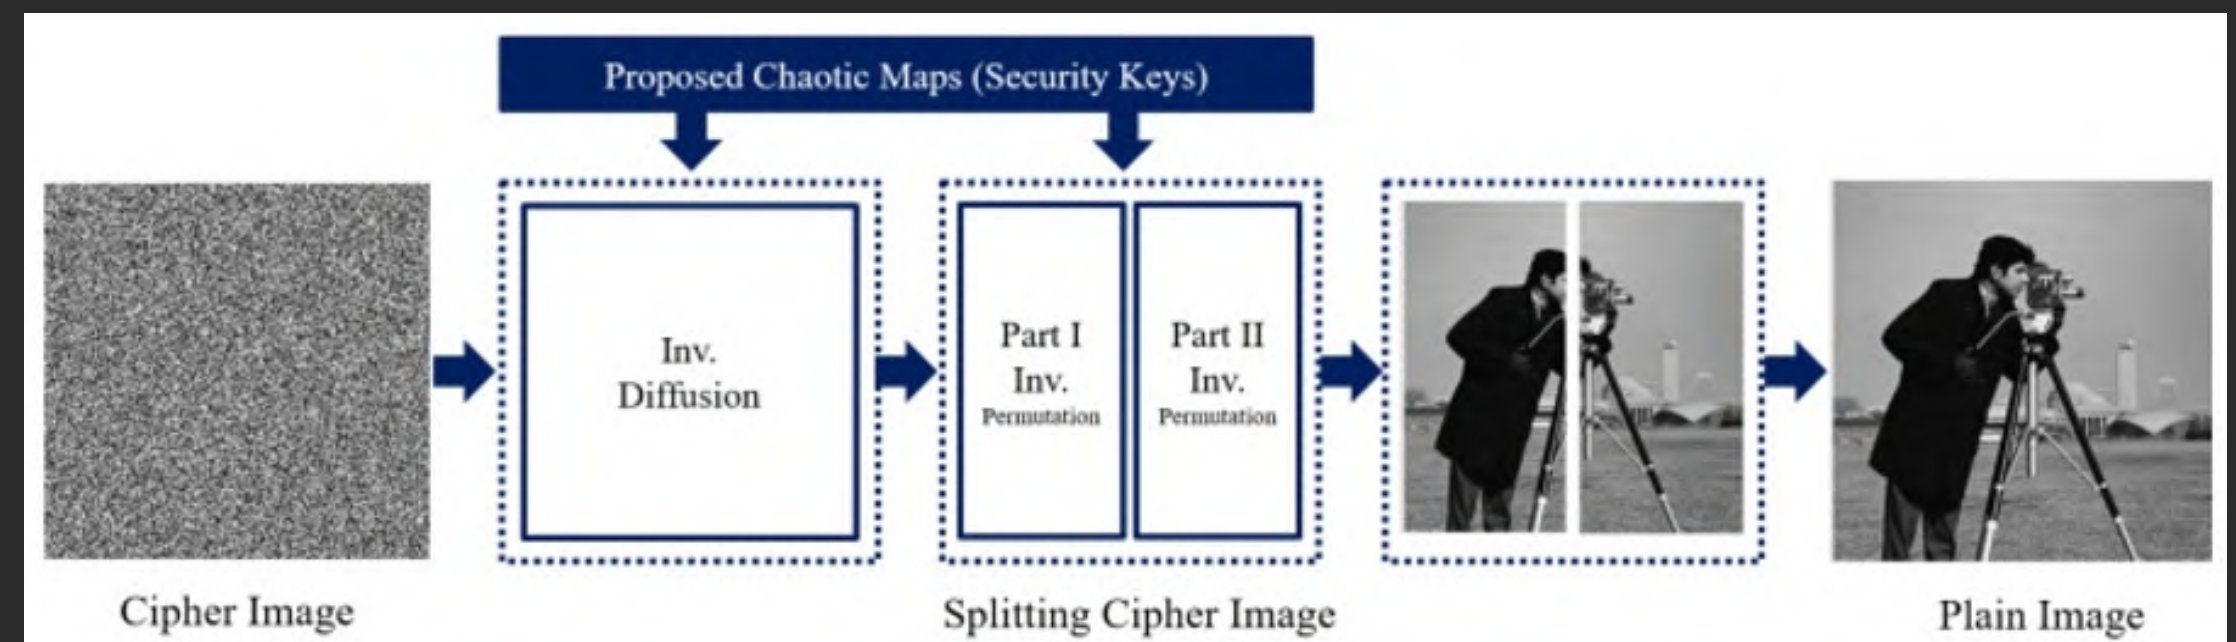 Proposed Chaotic Maps (Security Keys)
Inv.
Diffusion
Part I
Inv.
Permutation
Part II
Inv.
Permutation
Cipher Image
Splitting Cipher Image
Plain Image